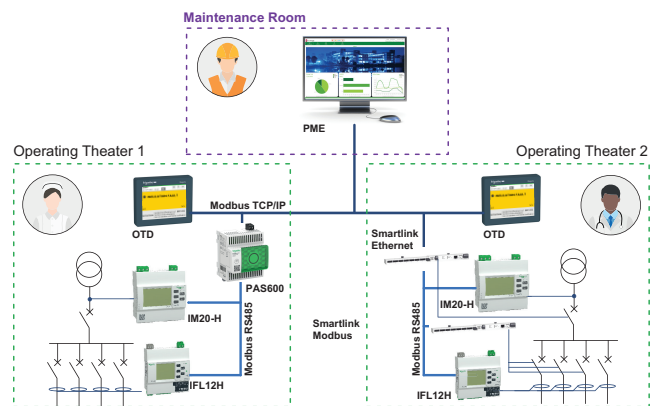 Maintenance Room
PME
Operating Theater 1
Operating Theater 2
Modbus TCP/IP
OTD
Smartlink
Ethernet
OTD
PAS600
IM20-H
IM20-H
Smartlink
Modbus
Modbus RS485
Modbus RS485
IFL12H
IFL12H